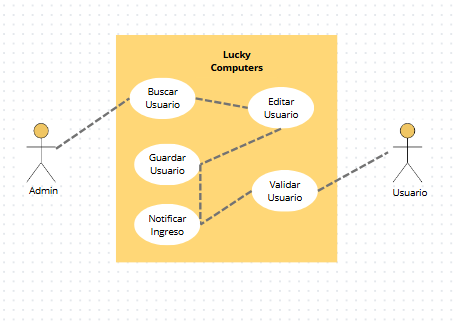 Lucky
Computers
Buscar
Usuario
Editar
Usuario
Guardar
Usuario
Validar
Usuario
Notificar
Ingreso
Admin
Usuario